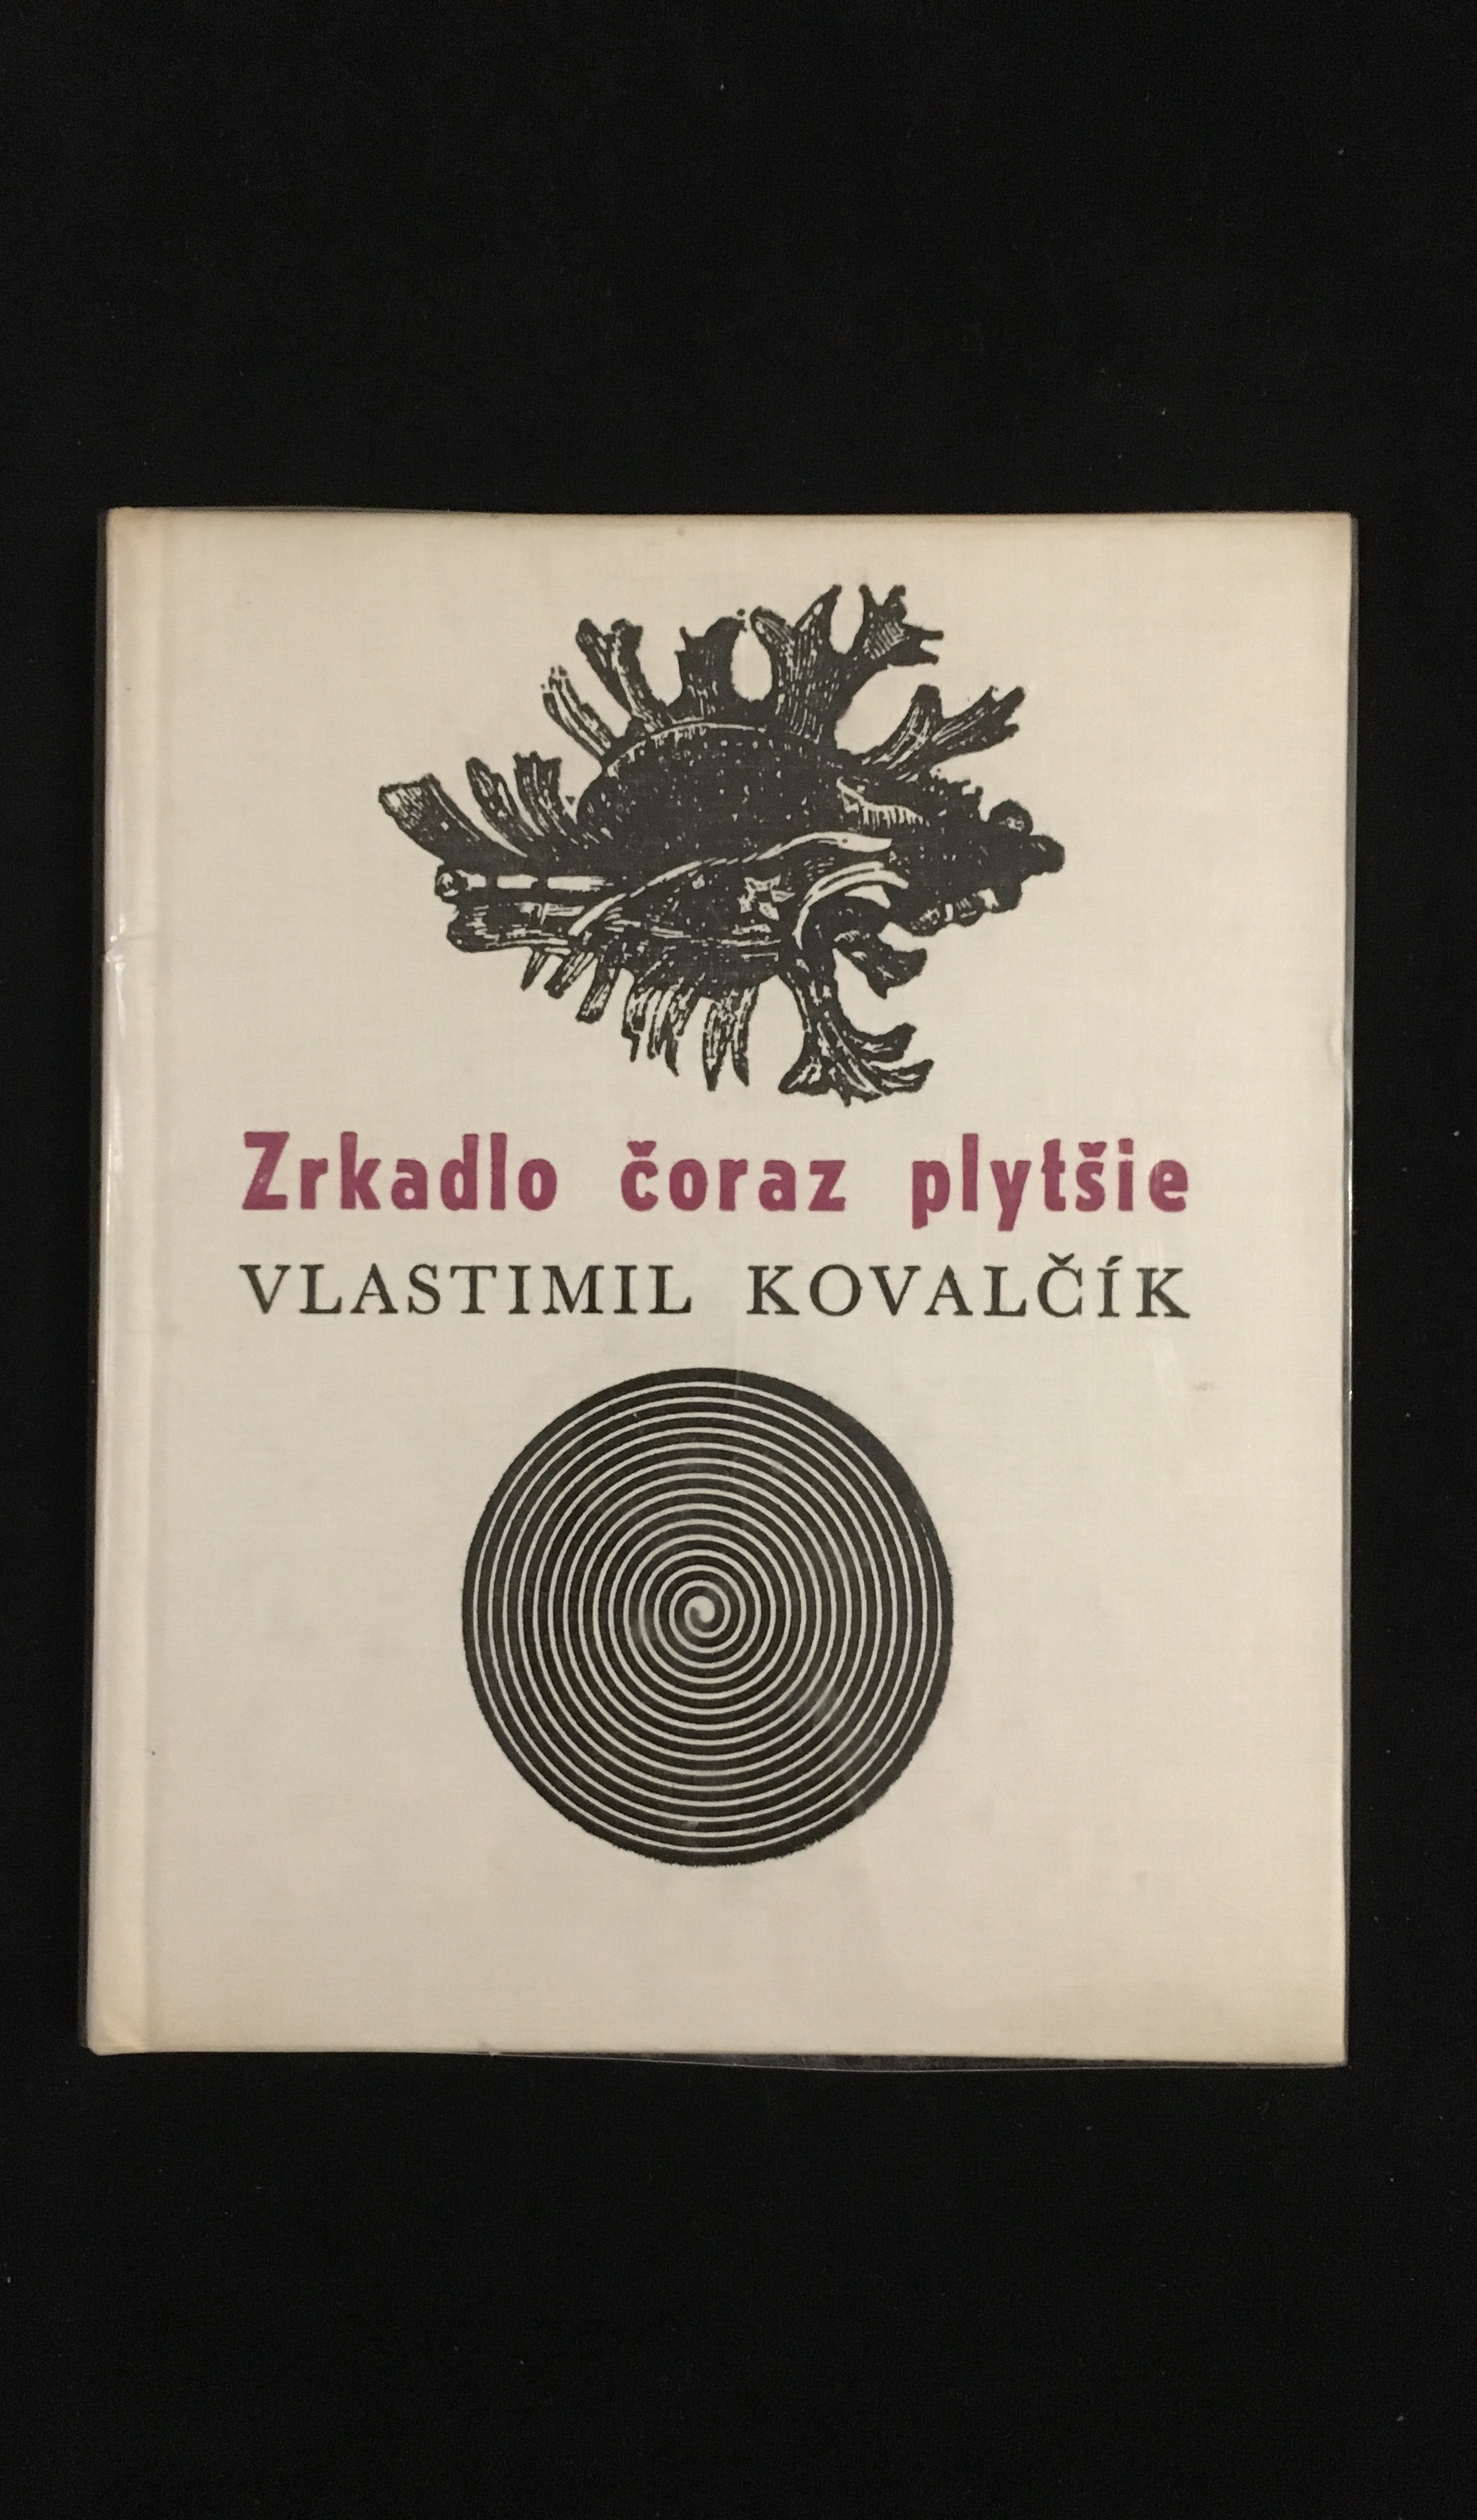 Zrkadlo čoraz plytšie
VLASTIMIL KOVALČÍK